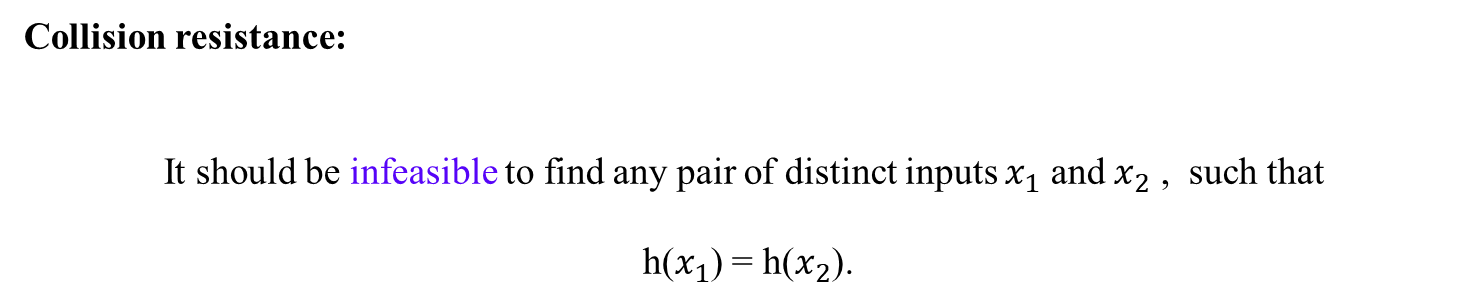 Collision resistance:
It should be infeasible to find any pair of distinct inputs 𝑥₁ and 𝑥₂ , such that
h(𝑥₁) = h(𝑥₂).